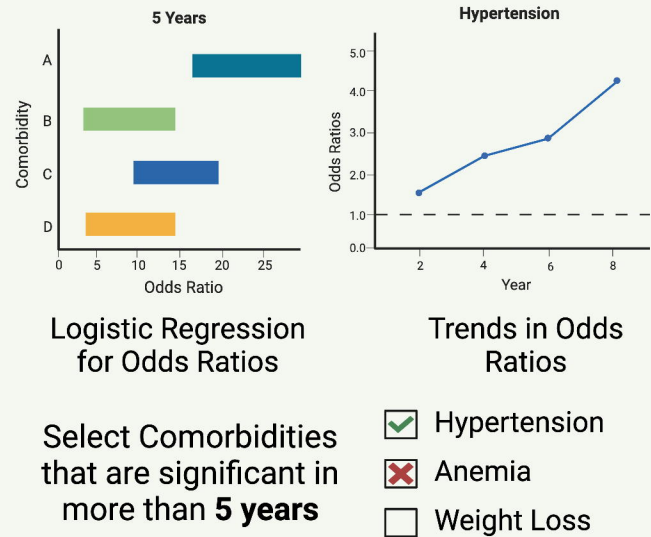 5 Years
Comorbidity
A
B
C
D
0 5 10 15 20 25
Odds Ratio
Hypertension
Odds Ratios
5.0
4.0
3.0
2.0
1.0
0.0
2 4 6 8
Year
Logistic Regression
for Odds Ratios
Trends in Odds
Ratios
Select Comorbidities
that are significant in
more than 5 years
Hypertension
Anemia
Weight Loss